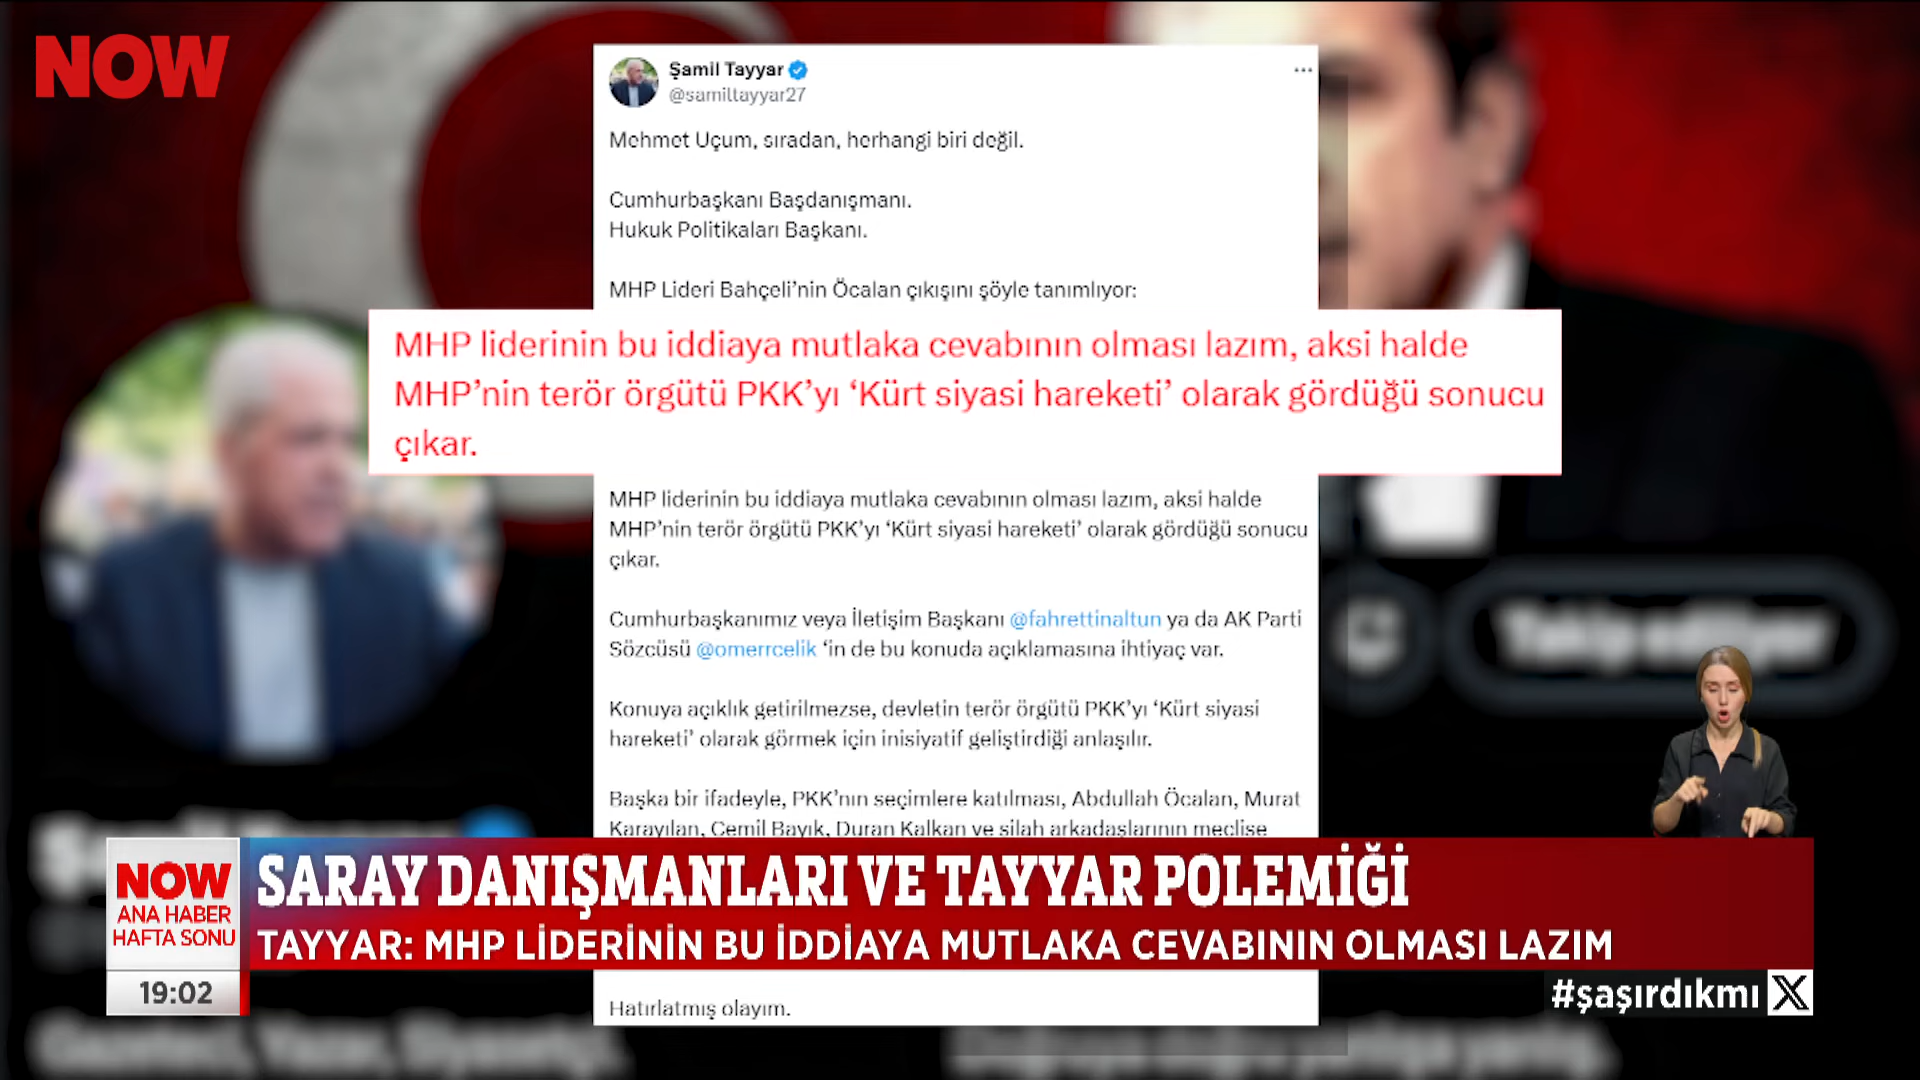 NOW
Şamil Tayyar
@samiltayyar27
Mehmet Uçum, sıradan, herhangi biri değil.
Cumhurbaşkanı Başdanışmanı.
Hukuk Politikaları Başkanı.
MHP Lideri Bahçeli’nin Öcalan çıkışını şöyle tanımlıyor:
MHP liderinin bu iddiaya mutlaka cevabının olması lazım, aksi halde
MHP’nin terör örgütü PKK’yı ‘Kürt siyasi hareketi’ olarak gördüğü sonucu
çıkar.
MHP liderinin bu iddiaya mutlaka cevabının olması lazım, aksi halde
MHP’nin terör örgütü PKK’yı ‘Kürt siyasi hareketi’ olarak gördüğü sonucu
çıkar.
Cumhurbaşkanımız veya İletişim Başkanı @fahrettinaltun ya da AK Parti
Sözcüsü @omerrcelik ‘in de bu konuda açıklamasına ihtiyaç var.
Konuya açıklık getirilmezse, devletin terör örgütü PKK’yı ‘Kürt siyasi
hareketi’ olarak görmek için inisiyatif geliştirdiği anlaşılır.
Başka bir ifadeyle, PKK’nın seçimlere katılması, Abdullah Öcalan, Murat
Karayılan, Cemil Bayık, Duran Kalkan ve silah arkadaşlarının meclise
Takip ediliyor
NOW
ANA HABER
HAFTA SONU
19:02
SARAY DANIŞMANLARI VE TAYYAR POLEMİĞİ
TAYYAR: MHP LİDERİNİN BU İDDİAYA MUTLAKA CEVABININ OLMASI LAZIM
#şaşırdıkmı X
Hatırlatmış olayım.
Gazeteci, Yazar, Siyasetçi.